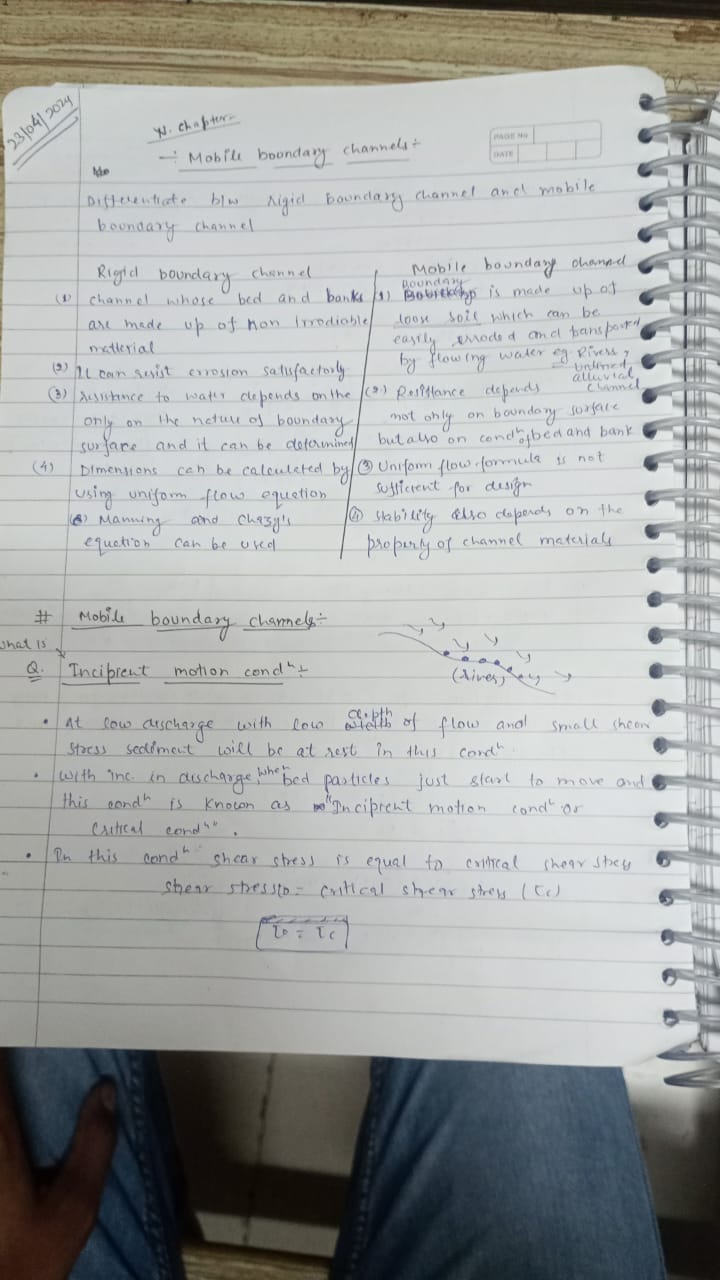 23/04/2024
N. Chapter-
÷ Mobile boundary channels ÷
PAGE No
DATE
Differentiate b/w rigid boundary channel and mobile
boundary channel
Rigid boundary channel
(1) channel whose bed and banks
are made up of non irrodiable
material
(2) It can resist errosion satisfactorly
(3) resistance to water depends on the
only on the nature of boundary
surface and it can be determined
(4) Dimensions can be calculated by
using uniform flow equation
Manning and Chezy's
equation can be used
Mobile boundary channel
(1) Boundary is made up of
loose soil which can be
easily erroded and transported
by flowing water eg Rivers,
unlined
alluvial
channel
(2.) Resistance depends
not only on boundary surface
but also on condn of bed and bank
(3) Uniform flow formula is not
sufficient for design
(4) stability also depends on the
property of channel materials
# Mobile boundary channels ÷
what is
Q. Incipient motion condn ÷
(rives)
• At low discharge with low depth of flow and small shear
stress sediment will be at rest in this condn.
• with inc. in discharge, when bed particles just start to move and
this condn is known as "Incipient motion condn or
critical condn".
• In this condn shear stress is equal to critical shear stress
shear stress τo = critical shear stress (τc)
τo = τc